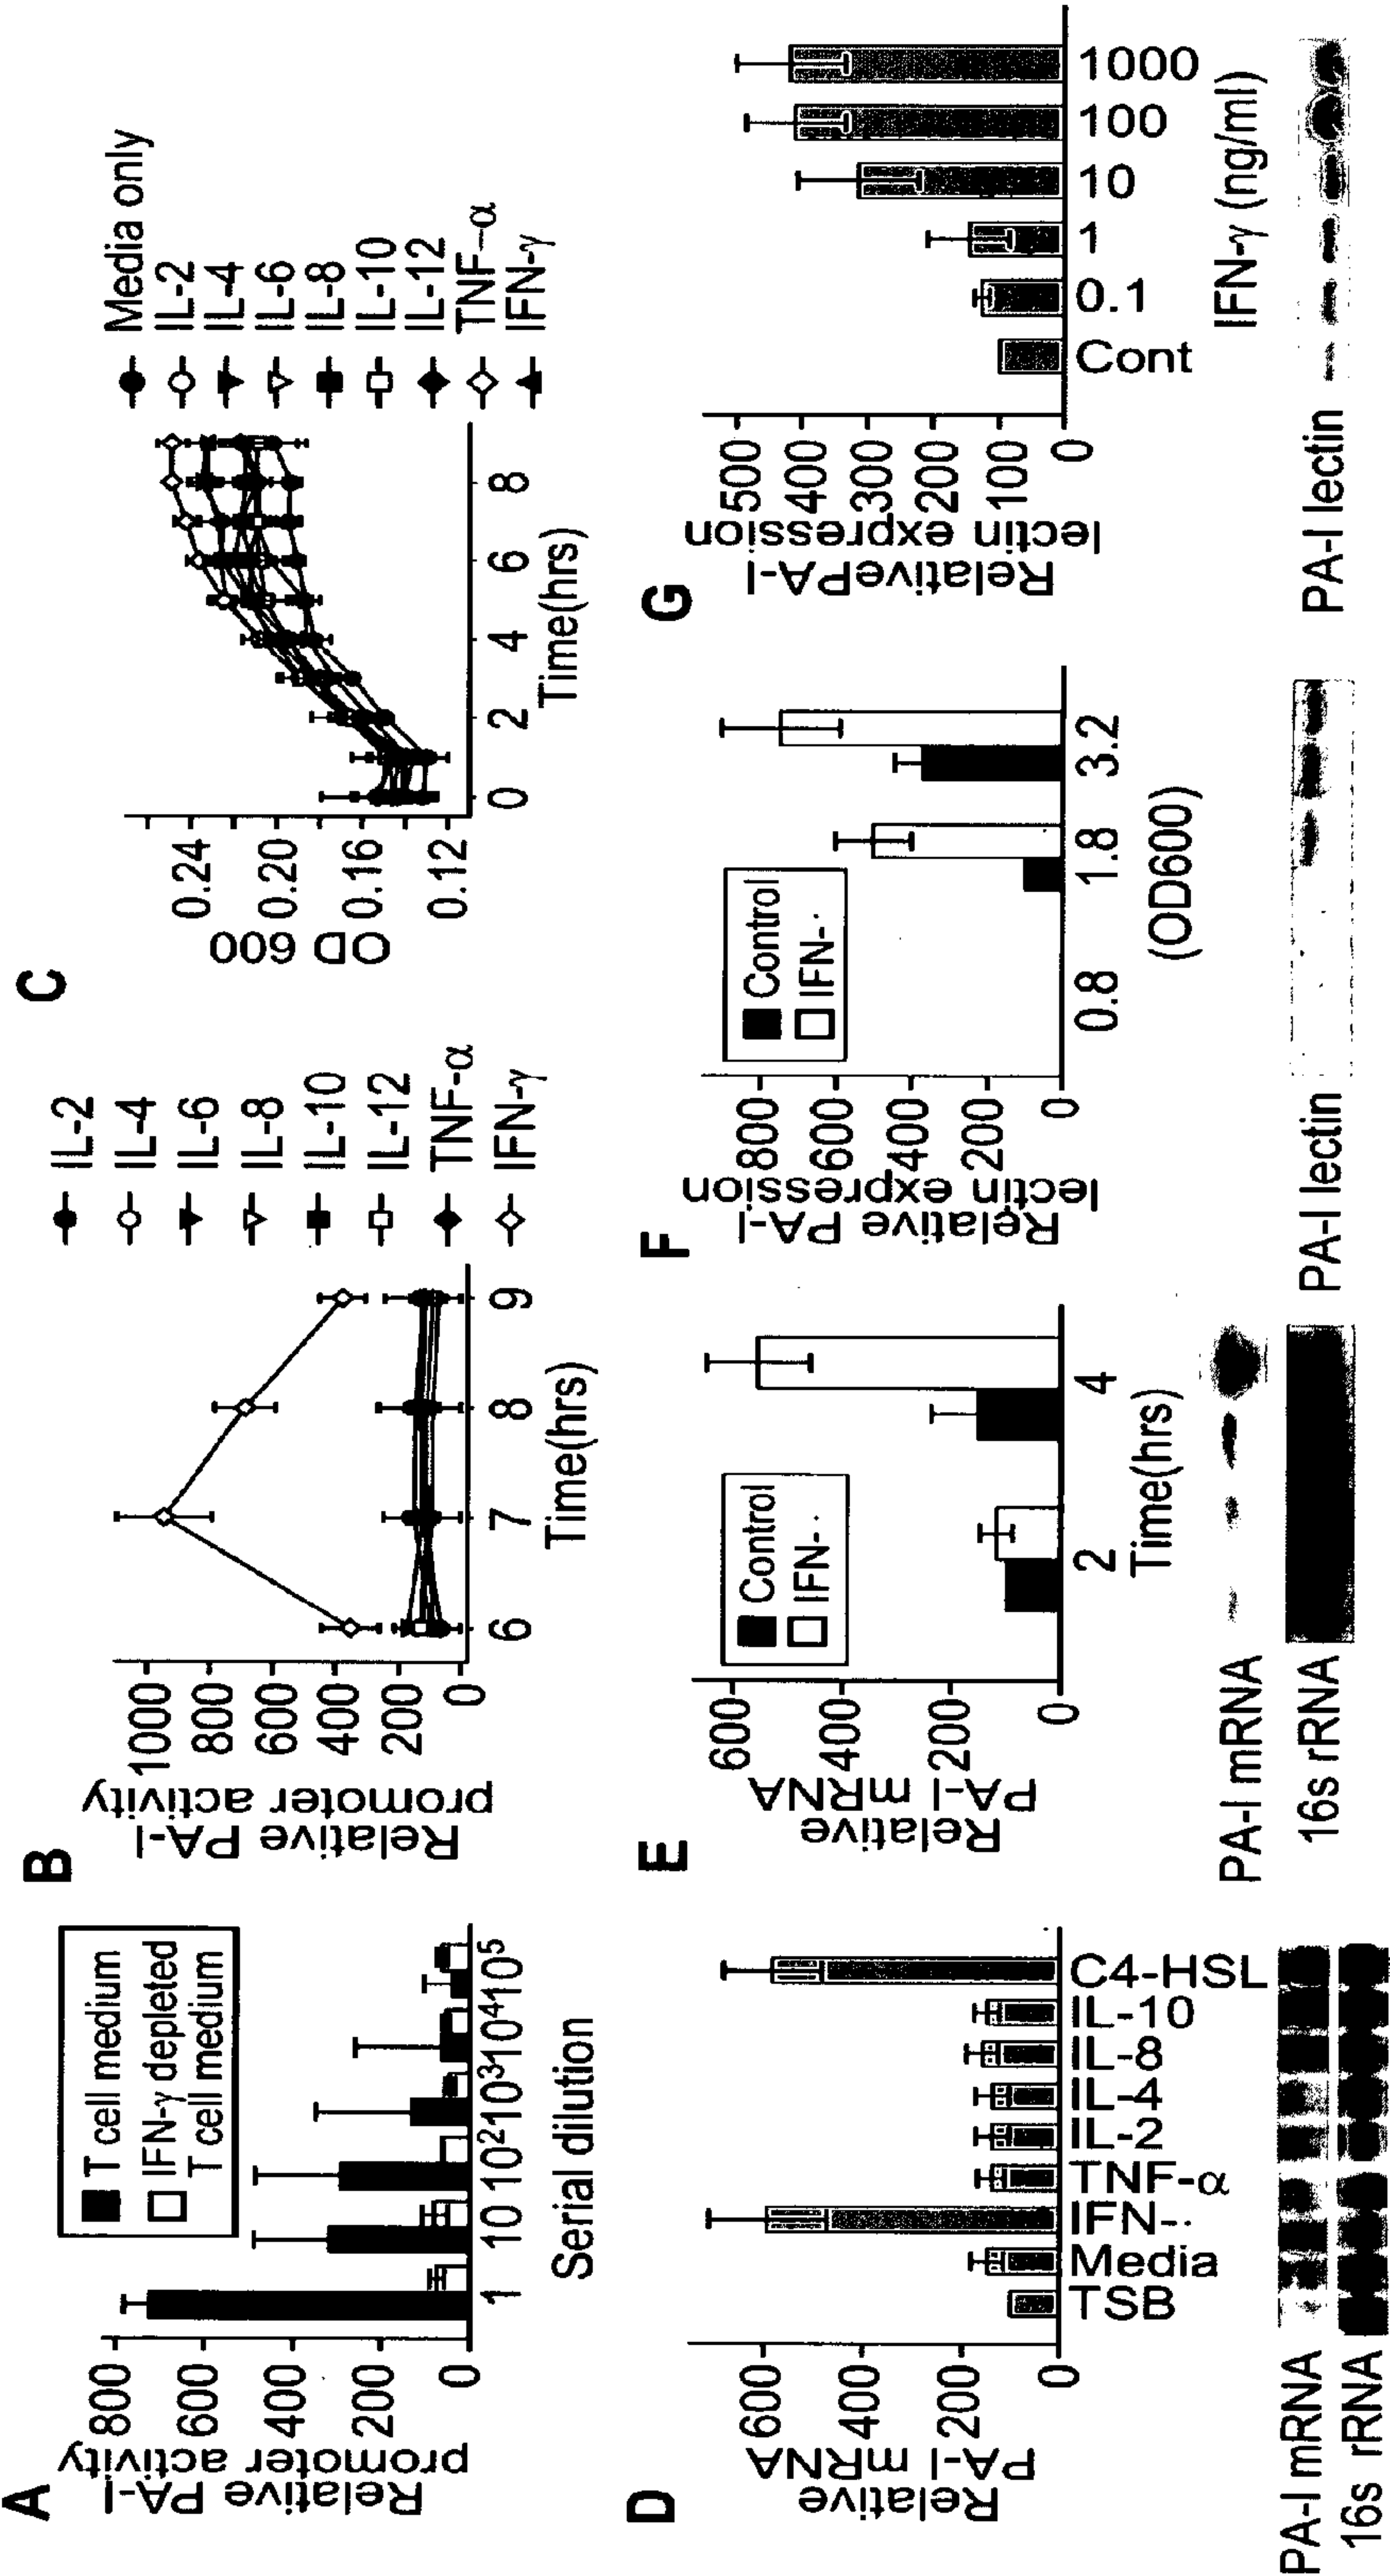 A
Relative PA-I
promoter activity
800
600
400
200
0
T cell medium
IFN-γ depleted
T cell medium
1 10 10² 10³ 10⁴ 10⁵
Serial dilution
B
Relative PA-I
promoter activity
1000
800
600
400
200
0
6 7 8 9
Time(hrs)
IL-2
IL-4
IL-6
IL-8
IL-10
IL-12
TNF-α
IFN-γ
C
OD 600
0.24
0.20
0.16
0.12
0 2 4 6 8
Time(hrs)
Media only
IL-2
IL-4
IL-6
IL-8
IL-10
IL-12
TNF-α
IFN-γ
D
Relative
PA-I mRNA
600
400
200
0
TSB
Media
IFN-·
TNF-α
IL-2
IL-4
IL-8
IL-10
C4-HSL
PA-I mRNA
16s rRNA
E
Relative
PA-I mRNA
600
400
200
0
Control
IFN-·
2 4
Time(hrs)
PA-I mRNA
16s rRNA
F
Relative PA-I
lectin expression
800
600
400
200
0
Control
IFN-·
0.8 1.8 3.2
(OD600)
PA-I lectin
G
RelativePA-I
lectin expression
500
400
300
200
100
0
Cont 0.1 1 10 100 1000
IFN-γ (ng/ml)
PA-I lectin